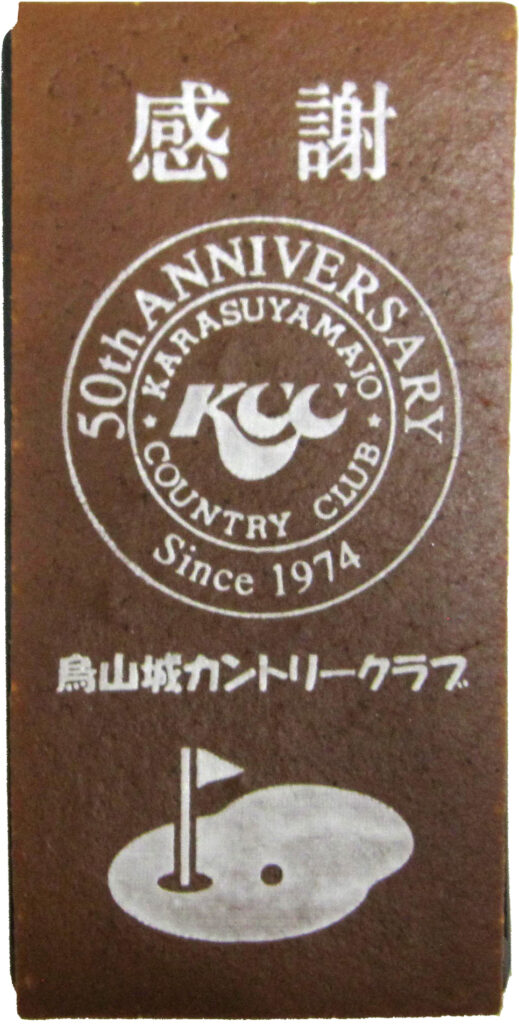 感謝
50th ANNIVERSARY
KARASUYAMAJO
KCC
COUNTRY CLUB
Since 1974
烏山城カントリークラブ